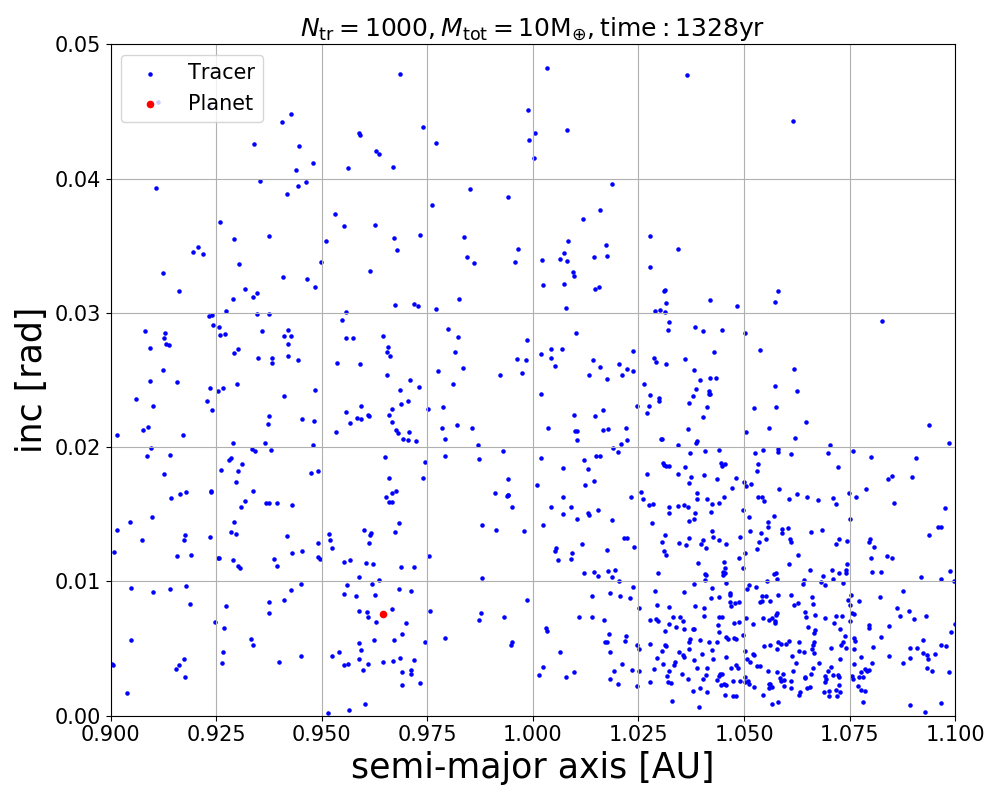 N_tr = 1000, M_tot = 10M_⊕, time : 1328yr
Tracer
Planet
0.05
0.04
0.03
0.02
0.01
0.00
inc [rad]
0.900 0.925 0.950 0.975 1.000 1.025 1.050 1.075 1.100
semi-major axis [AU]